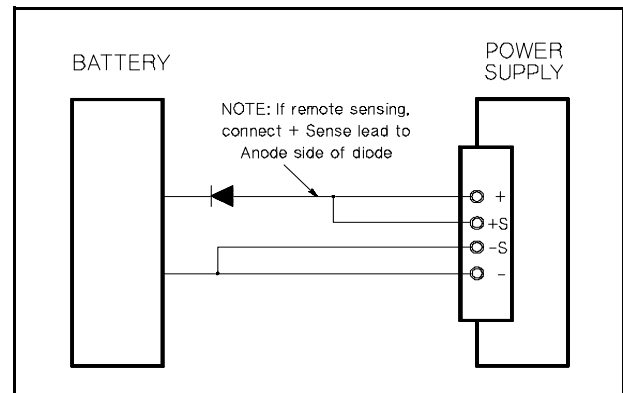 BATTERY
POWER
SUPPLY
NOTE: If remote sensing,
connect + Sense lead to
Anode side of diode
+
+S
-S
-